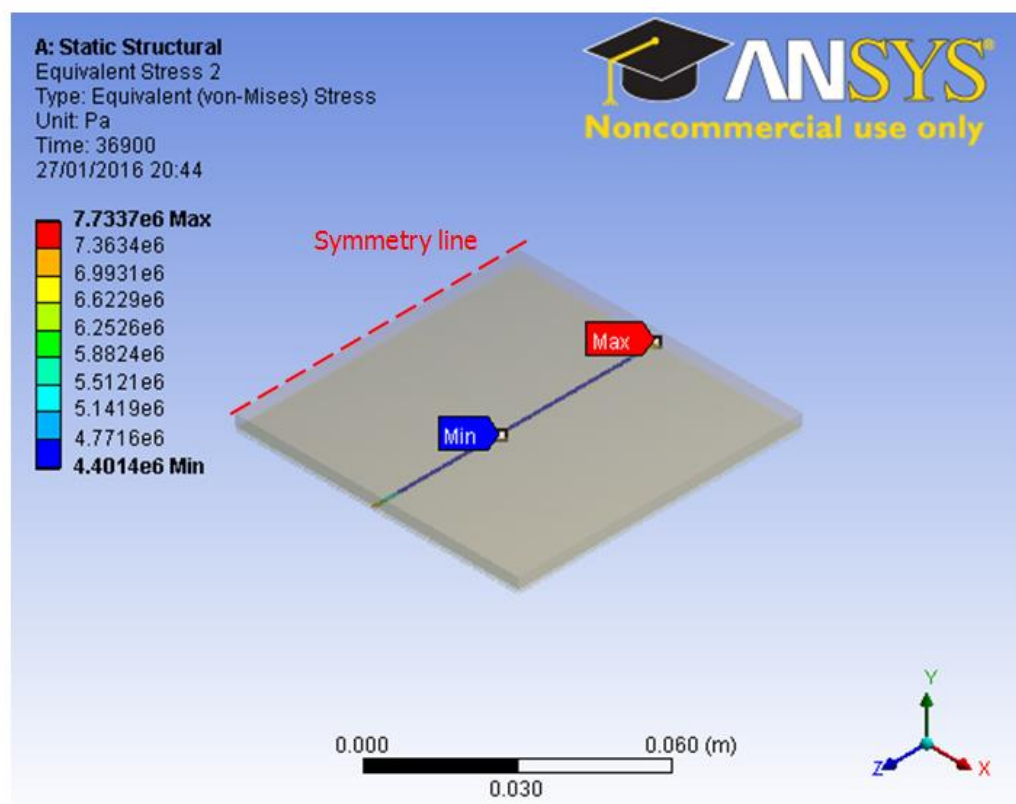 A: Static Structural
Equivalent Stress 2
Type: Equivalent (von-Mises) Stress
Unit: Pa
Time: 36900
27/01/2016 20:44
ANSYS®
Noncommercial use only
7.7337e6 Max
7.3634e6
6.9931e6
6.6229e6
6.2526e6
5.8824e6
5.5121e6
5.1419e6
4.7716e6
4.4014e6 Min
Symmetry line
Max
Min
0.000
0.060 (m)
0.030
Y
Z
X